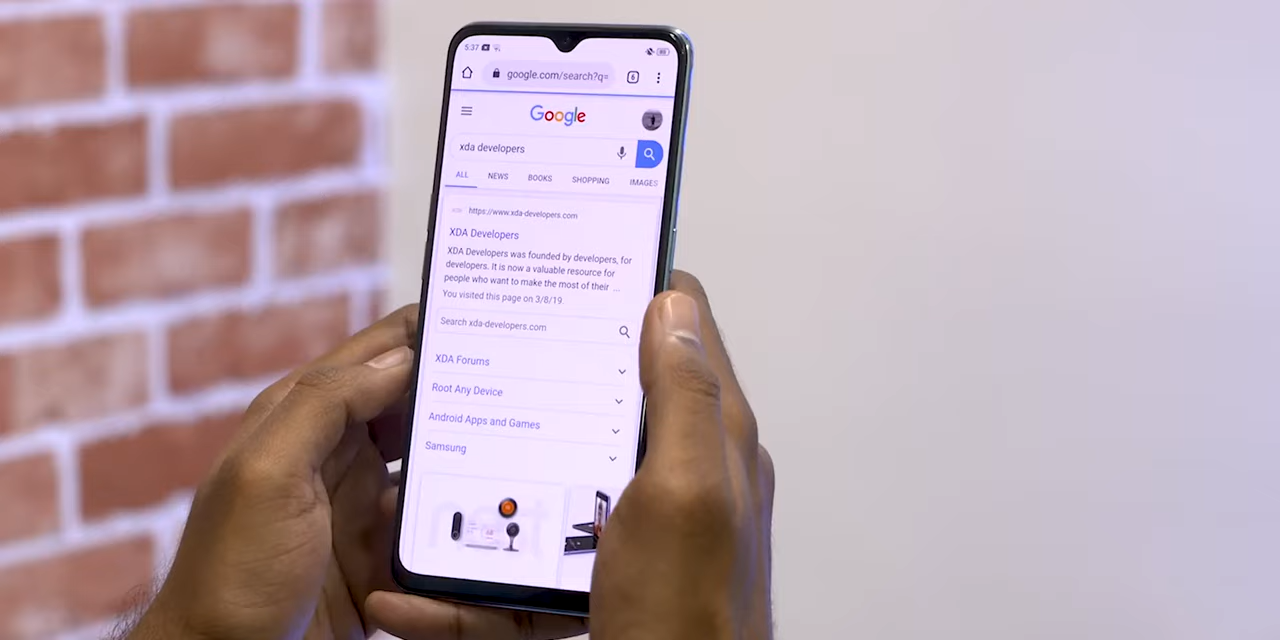 5:37
google.com/search?q=
6
Google
xda developers
ALL NEWS BOOKS SHOPPING IMAGES
https://www.xda-developers.com
XDA Developers
XDA Developers was founded by developers, for
developers. It is now a valuable resource for
people who want to make the most of their ...
You visited this page on 3/8/19.
Search xda-developers.com
XDA Forums
Root Any Device
Android Apps and Games
Samsung